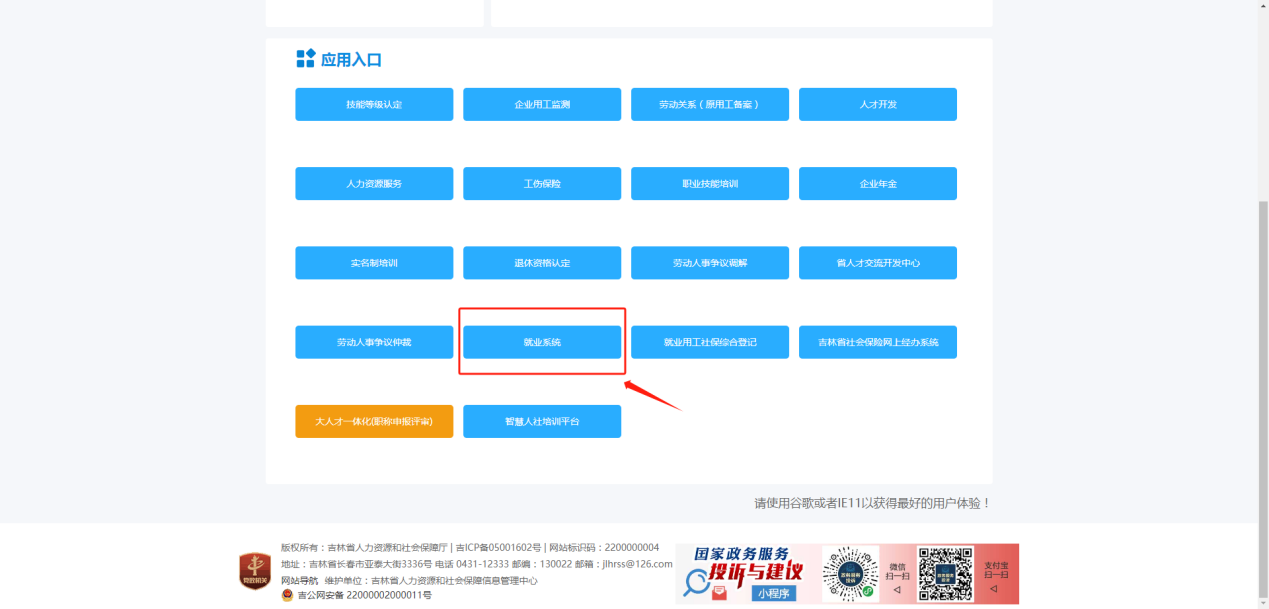 应用入口
技能等级认定
企业用工监测
劳动关系（原用工备案）
人才开发
人力资源服务
工伤保险
职业技能培训
企业年金
实名制培训
退休资格认定
劳动人事争议调解
省人才交流开发中心
劳动人事争议仲裁
就业系统
就业用工社保综合登记
吉林省社会保险网上经办系统
大人才一体化(职称申报评审)
智慧人社培训平台
请使用谷歌或者IE11以获得最好的用户体验！
版权所有：吉林省人力资源和社会保障厅 | 吉ICP备05001602号 | 网站标识码：2200000004
地址：吉林省长春市亚泰大街3336号 电话 0431-12333 邮编：130022 邮箱：jlhrss@126.com
网站导航 维护单位：吉林省人力资源和社会保障信息管理中心
吉公网安备 22000002000011号
党政机关
国家政务服务
投诉与建议
小程序
微信
扫一扫
支付宝
扫一扫